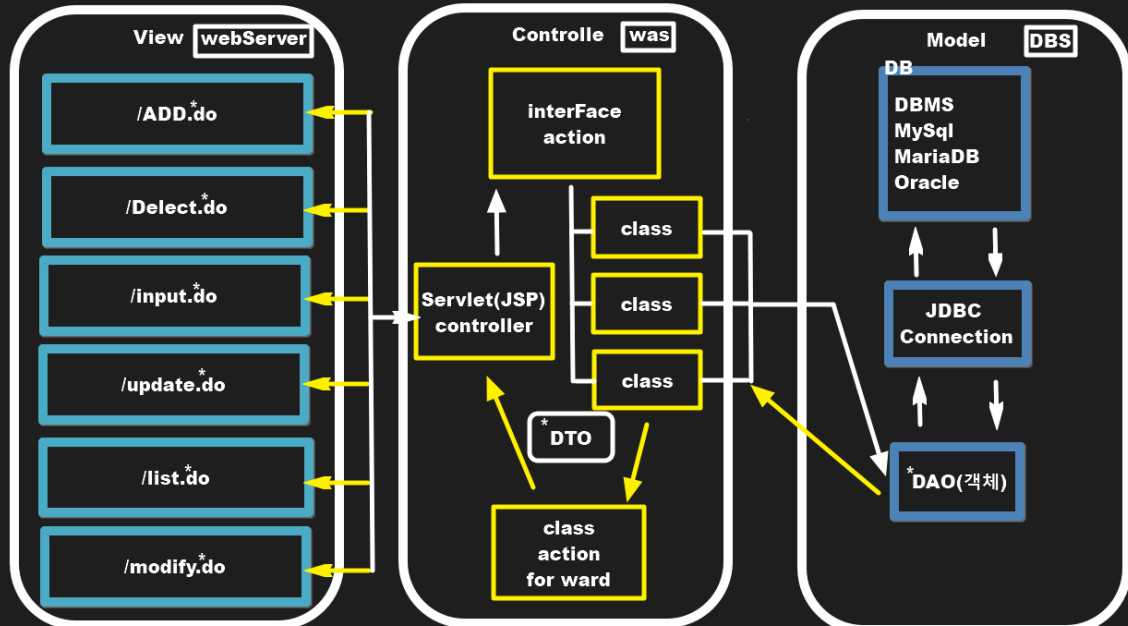 View webServer
/ADD.*do
/Delect.*do
/input.*do
/update.*do
/list.*do
/modify.*do
Controlle was
interFace
action
class
class
class
Servlet(JSP)
controller
*DTO
class
action
for ward
Model DBS
DB
DBMS
MySql
MariaDB
Oracle
JDBC
Connection
*DAO(객체)